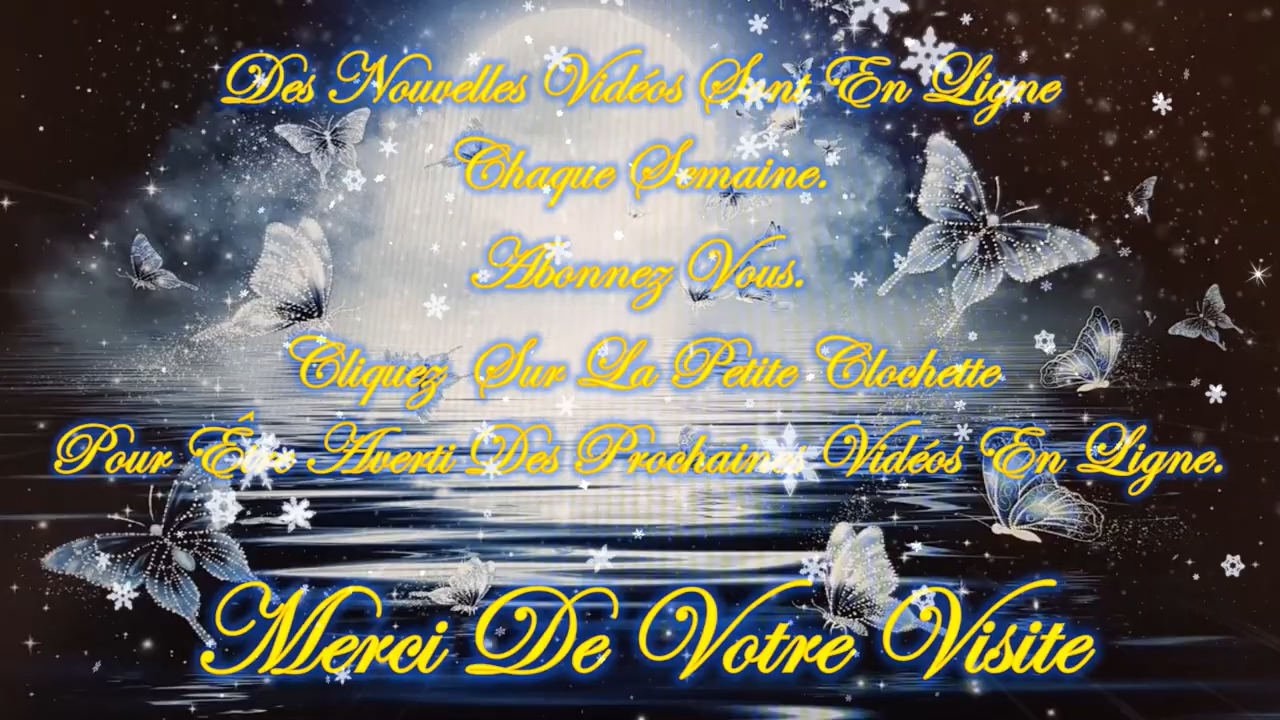 Des Nouvelles Vidéos Sont En Ligne
Chaque Semaine.
Abonnez Vous.
Cliquez Sur La Petite Clochette
Pour Être Averti Des Prochaines Vidéos En Ligne.
Merci De Votre Visite